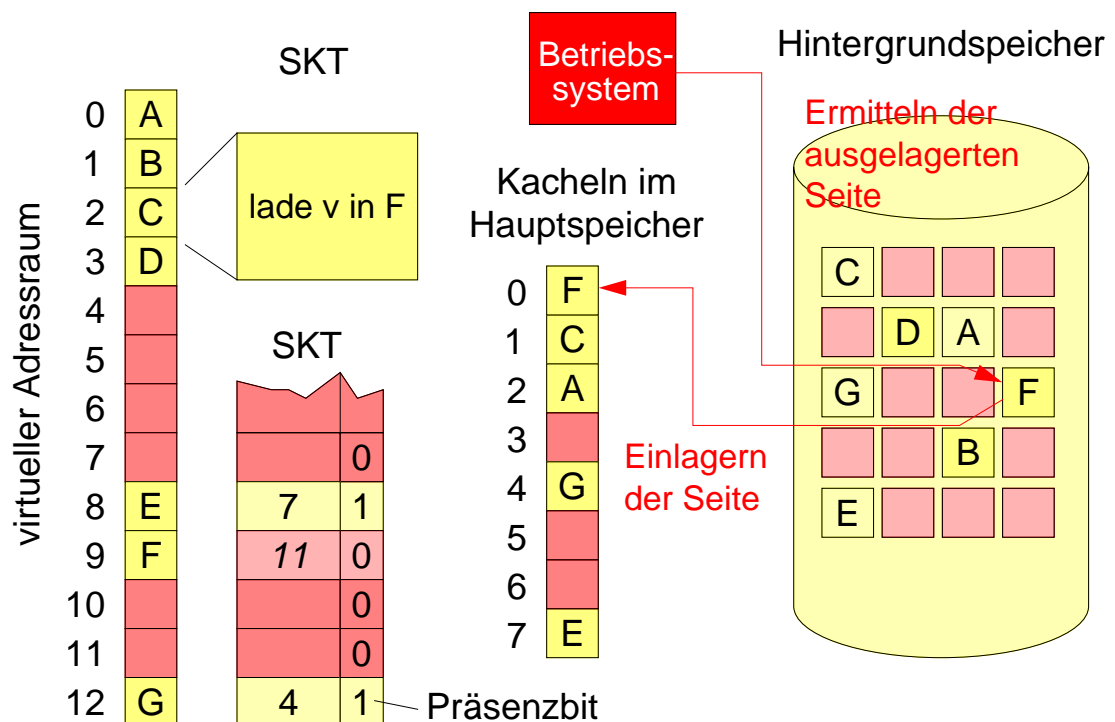 SKT
Betriebs-
system
Hintergrundspeicher
virtueller Adressraum
0 A
1 B
2 C
3 D
4
5
6
7
8 E
9 F
10
11
12 G
lade v in F
SKT
0
7 1
11 0
0
0
4 1
Präsenzbit
Kacheln im
Hauptspeicher
0 F
1 C
2 A
3
4 G
5
6
7 E
Einlagern
der Seite
Ermitteln der
ausgelagerten
Seite
C
D A
G F
B
E